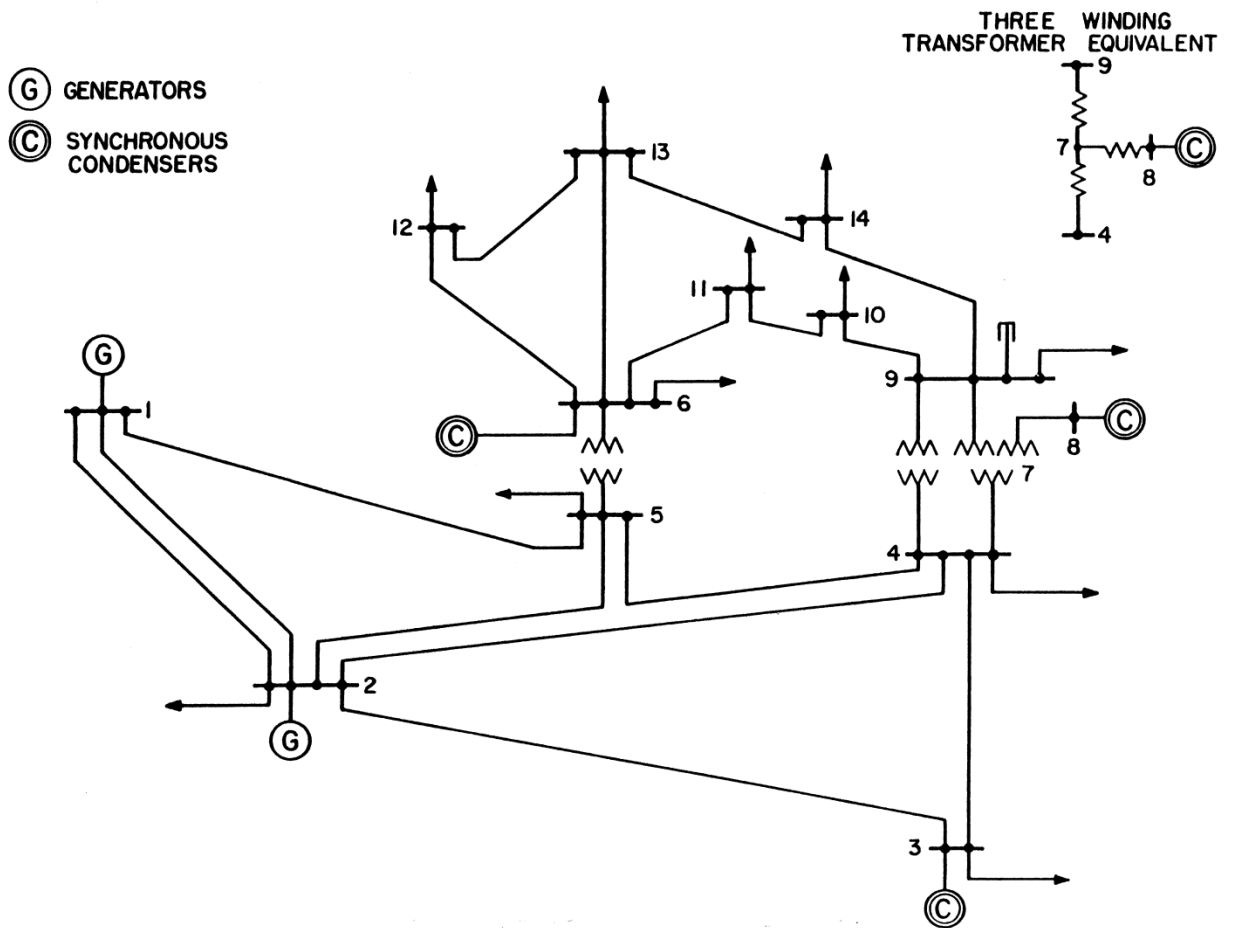 THREE WINDING
TRANSFORMER EQUIVALENT
9
7
C
8
4
G GENERATORS
C SYNCHRONOUS
CONDENSERS
13
12
14
11
10
G
1
9
6
C
8
C
7
5
4
2
G
3
C